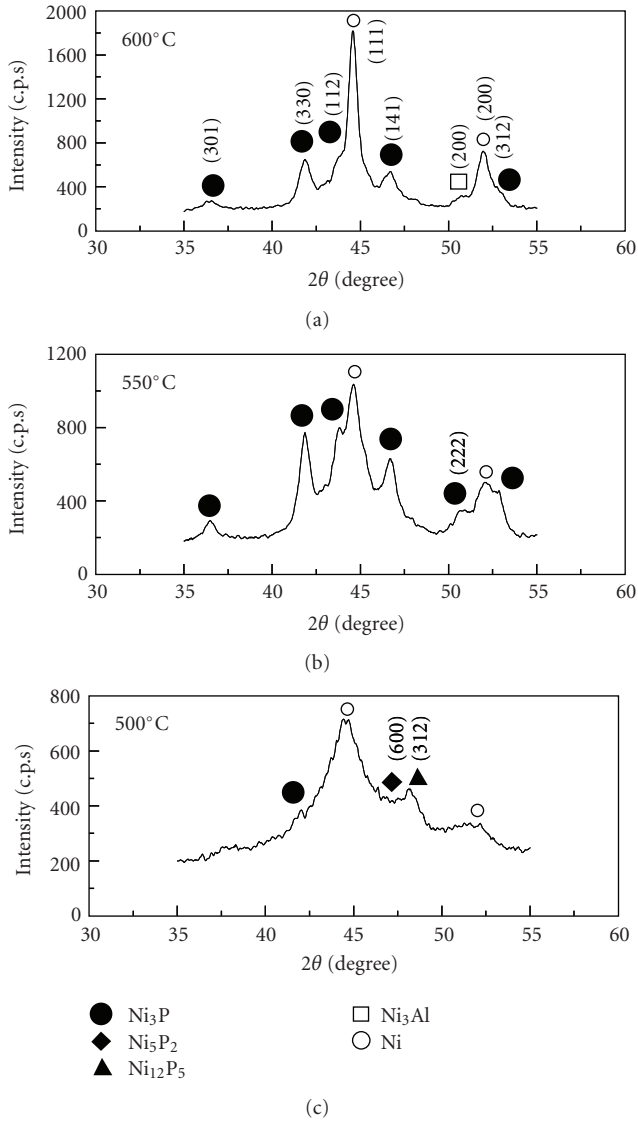 2000
1600
1200
800
400
0
Intensity (c.p.s)
600°C
(301)
(330)
(112)
(111)
(141)
(200)
(200)
(312)
30 35 40 45 50 55 60
2θ (degree)
(a)
1200
800
400
0
Intensity (c.p.s)
550°C
(222)
30 35 40 45 50 55 60
2θ (degree)
(b)
800
600
400
200
0
Intensity (c.p.s)
500°C
(600)
(312)
30 35 40 45 50 55 60
2θ (degree)
Ni₃P
Ni₅P₂
Ni₁₂P₅
Ni₃Al
Ni
(c)